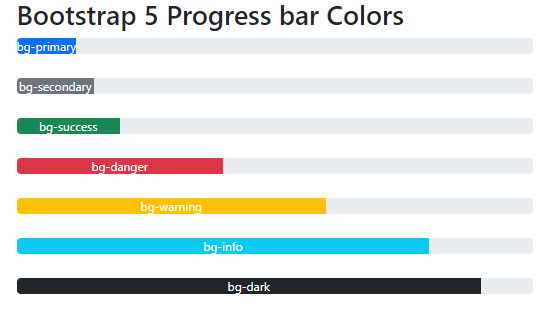 Bootstrap 5 Progress bar Colors
bg-primary
bg-secondary
bg-success
bg-danger
bg-warning
bg-info
bg-dark